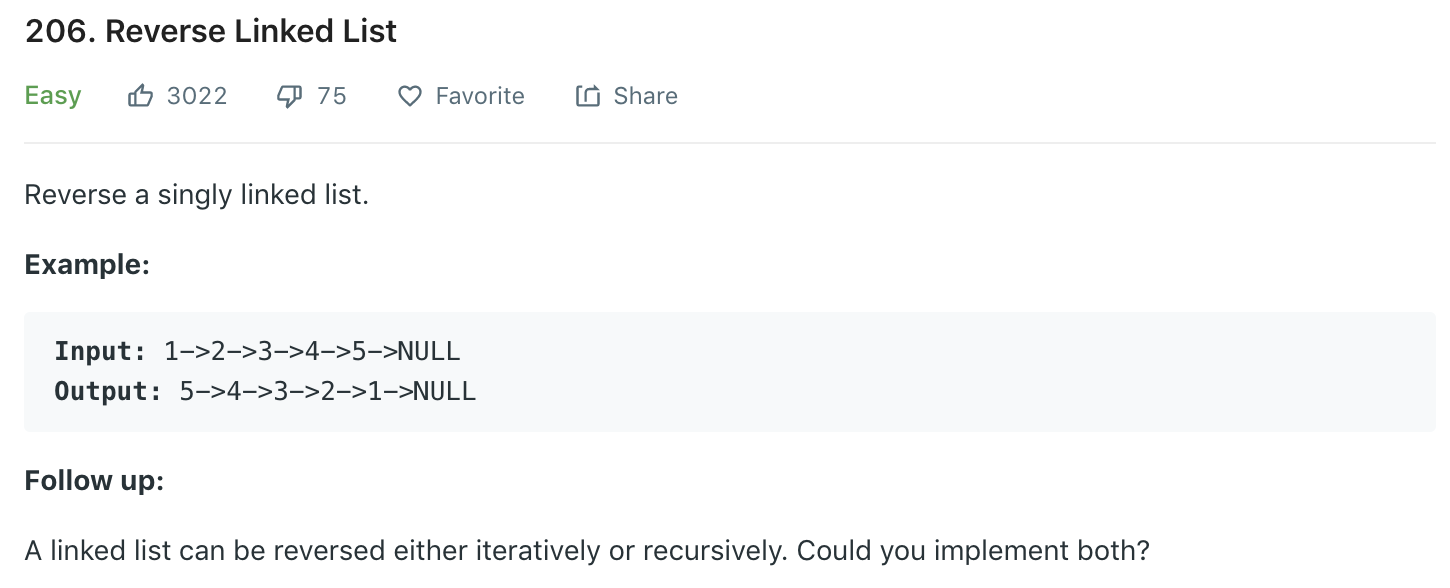 206. Reverse Linked List
Easy 3022 75 Favorite Share
Reverse a singly linked list.
Example:
Input: 1->2->3->4->5->NULL
Output: 5->4->3->2->1->NULL
Follow up:
A linked list can be reversed either iteratively or recursively. Could you implement both?